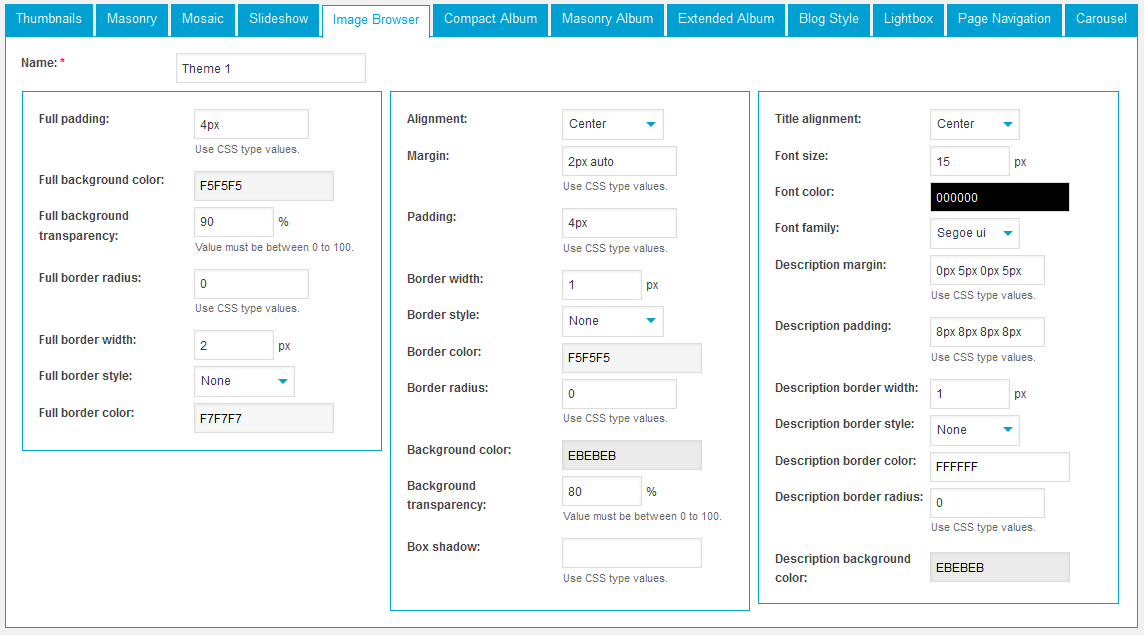 Thumbnails Masonry Mosaic Slideshow Image Browser Compact Album Masonry Album Extended Album Blog Style Lightbox Page Navigation Carousel
Name: * Theme 1
Full padding: 4px
Use CSS type values.
Full background color: F5F5F5
Full background
transparency: 90 %
Value must be between 0 to 100.
Full border radius: 0
Use CSS type values.
Full border width: 2 px
Full border style: None
Full border color: F7F7F7
Alignment: Center
Margin: 2px auto
Use CSS type values.
Padding: 4px
Use CSS type values.
Border width: 1 px
Border style: None
Border color: F5F5F5
Border radius: 0
Use CSS type values.
Background color: EBEBEB
Background
transparency: 80 %
Value must be between 0 to 100.
Box shadow:
Use CSS type values.
Title alignment: Center
Font size: 15 px
Font color: 000000
Font family: Segoe ui
Description margin: 0px 5px 0px 5px
Use CSS type values.
Description padding: 8px 8px 8px 8px
Use CSS type values.
Description border width: 1 px
Description border style: None
Description border color: FFFFFF
Description border radius: 0
Use CSS type values.
Description background
color: EBEBEB